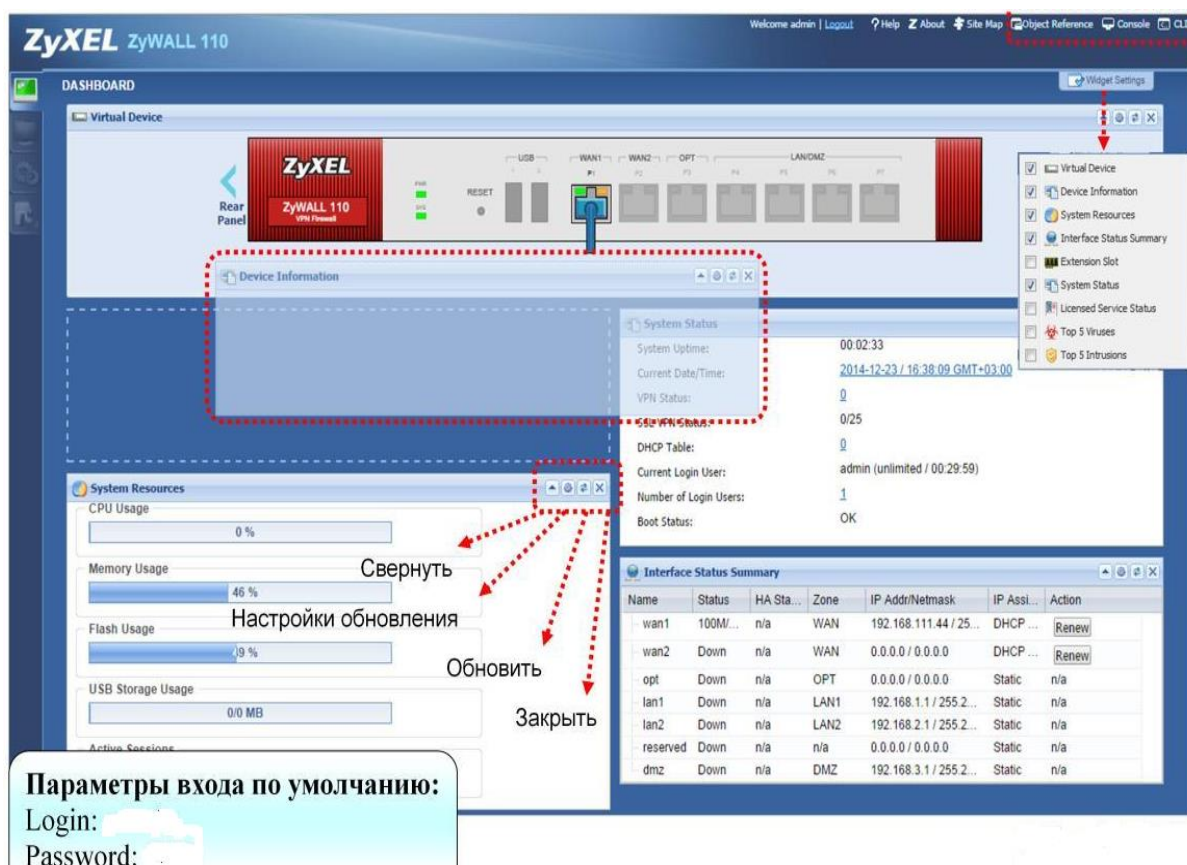 Welcome admin | Logout ?Help Z About Site Map Object Reference Console CLI
ZyXEL ZyWALL 110
DASHBOARD
Widget Settings
Virtual Device
ZyXEL
ZyWALL 110
VPN Firewall
Rear
Panel
PWR
SYS
RESET
USB
1 2
WAN1
P1
WAN2
P2
OPT
P3
LAN/DMZ
P4 P5 P6 P7
Virtual Device
Device Information
System Resources
Interface Status Summary
Extension Slot
System Status
Licensed Service Status
Top 5 Viruses
Top 5 Intrusions
Device Information
System Status
System Uptime: 00:02:33
Current Date/Time: 2014-12-23 / 16:38:09 GMT+03:00
VPN Status: 0
SSL VPN Status: 0/25
DHCP Table: 0
Current Login User: admin (unlimited / 00:29:59)
Number of Login Users: 1
Boot Status: OK
System Resources
CPU Usage
0 %
Memory Usage
46 %
Flash Usage
9 %
USB Storage Usage
0/0 MB
Active Sessions
Свернуть
Настройки обновления
Обновить
Закрыть
Interface Status Summary
Name Status HA Sta... Zone IP Addr/Netmask IP Assi... Action
wan1 100M/... n/a WAN 192.168.111.44 / 25... DHCP ... Renew
wan2 Down n/a WAN 0.0.0.0 / 0.0.0.0 DHCP ... Renew
opt Down n/a OPT 0.0.0.0 / 0.0.0.0 Static n/a
lan1 Down n/a LAN1 192.168.1.1 / 255.2... Static n/a
lan2 Down n/a LAN2 192.168.2.1 / 255.2... Static n/a
reserved Down n/a n/a 0.0.0.0 / 0.0.0.0 Static n/a
dmz Down n/a DMZ 192.168.3.1 / 255.2... Static n/a
Параметры входа по умолчанию:
Login:
Password: